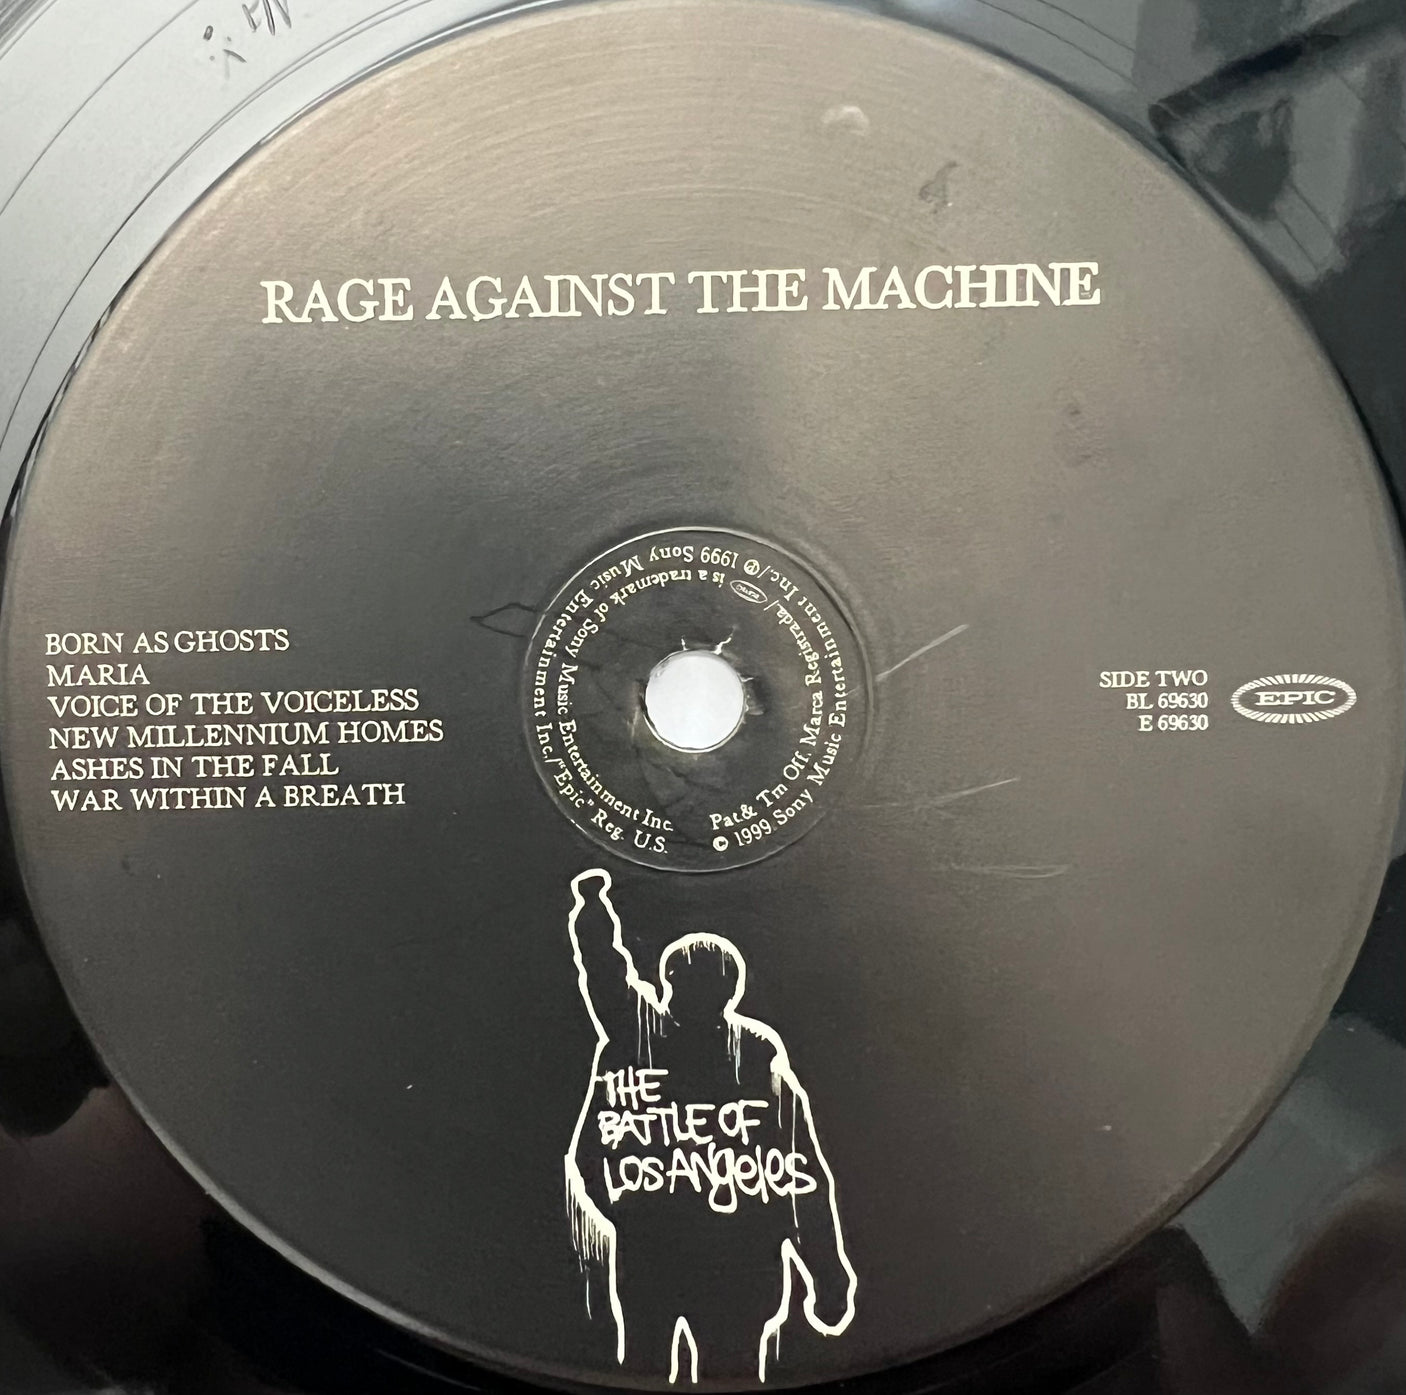 RAGE AGAINST THE MACHINE
BORN AS GHOSTS
MARIA
VOICE OF THE VOICELESS
NEW MILLENNIUM HOMES
ASHES IN THE FALL
WAR WITHIN A BREATH
SIDE TWO
BL 69630
E 69630
EPIC
© 1999 Sony Music Entertainment Inc./℗ 1999 Sony Music Entertainment Inc./"Epic" Reg. U.S.
Pat & Tm Off. Marca Registrada/ is a trademark of Sony Music Entertainment Inc.
THE
BATTLE OF
LOS ANgeles